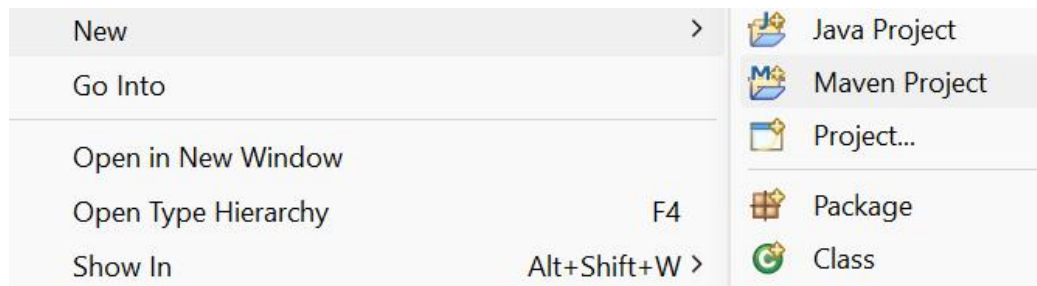 New >
Go Into
Open in New Window
Open Type Hierarchy F4
Show In Alt+Shift+W >
Java Project
Maven Project
Project...
Package
Class